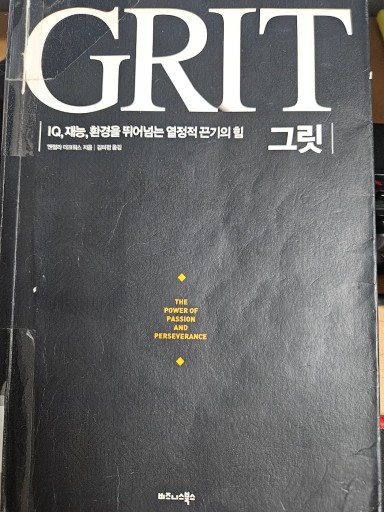 GRIT
IQ, 재능, 환경을 뛰어넘는 열정적 끈기의 힘
그릿
앤절라 더크워스 지음 | 김미정 옮김
THE
POWER OF
PASSION
AND
PERSEVERANCE
비즈니스북스